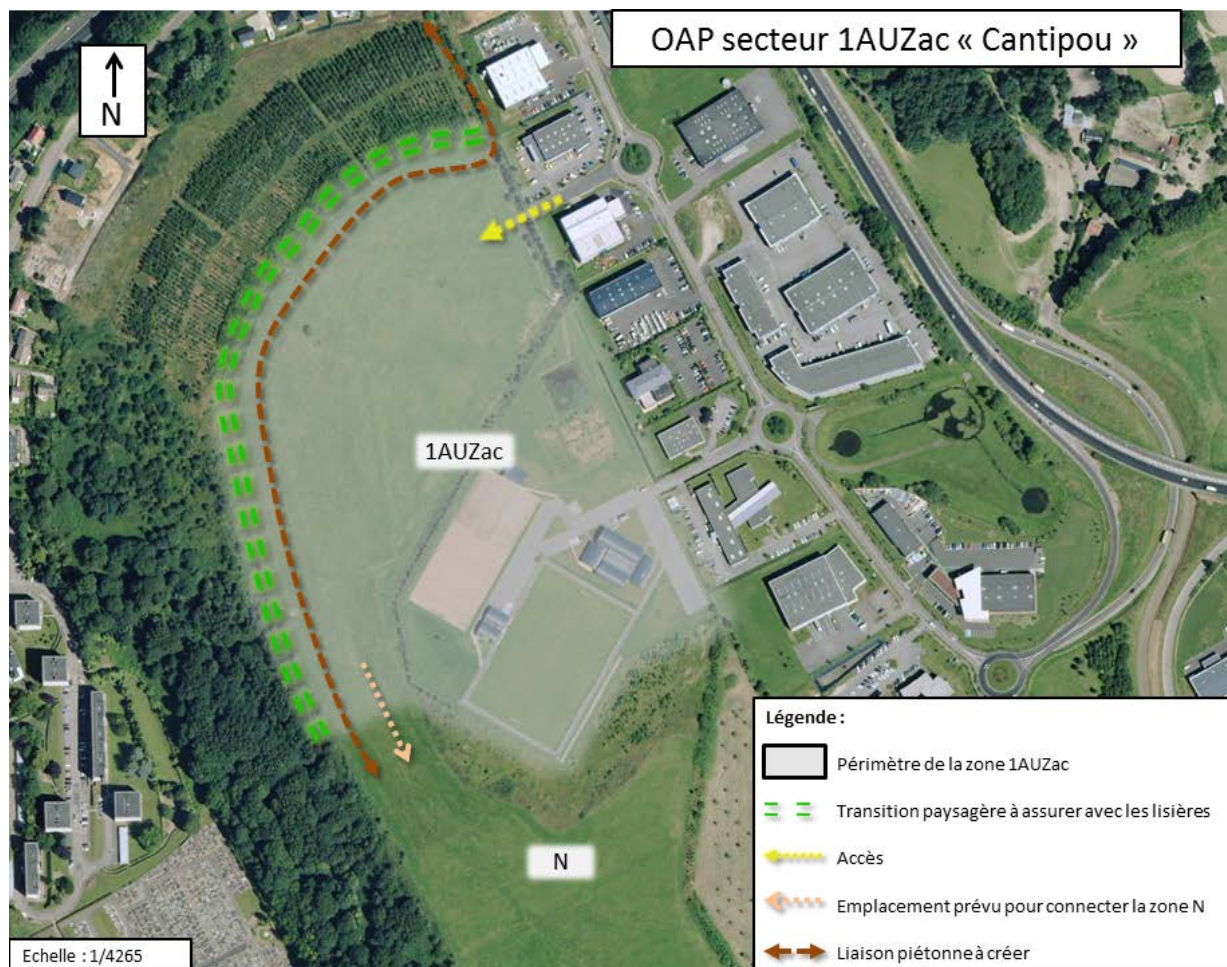 OAP secteur 1AUZac « Cantipou »
N
1AUZac
N
Légende :
Périmètre de la zone 1AUZac
Transition paysagère à assurer avec les lisières
Accès
Emplacement prévu pour connecter la zone N
Liaison piétonne à créer
Echelle : 1/4265